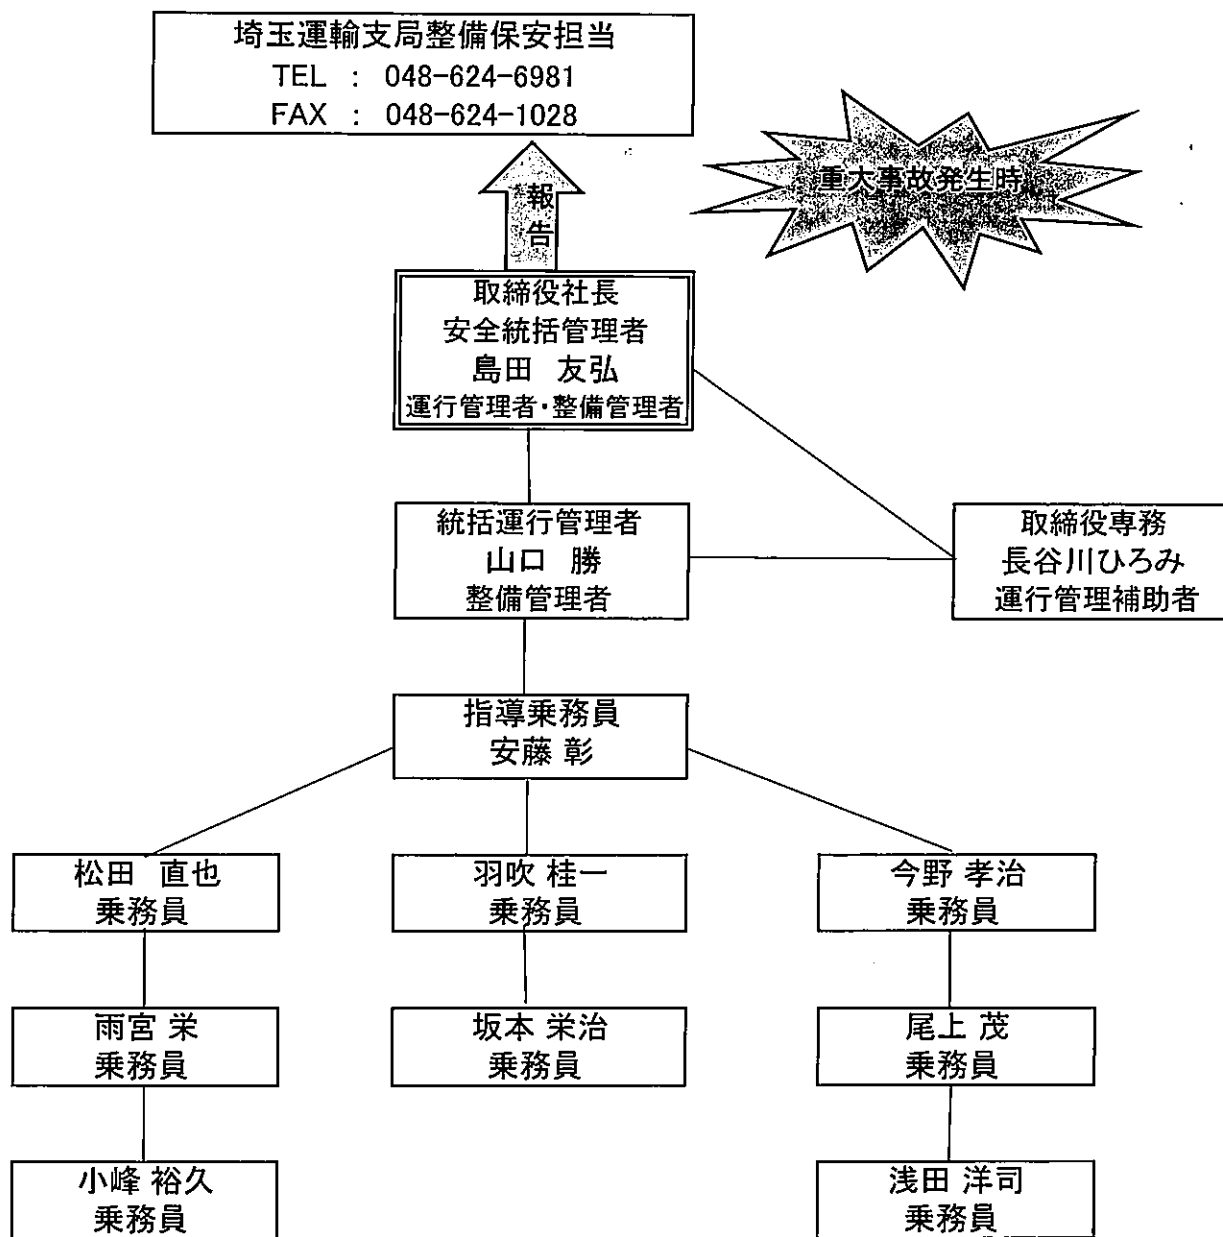 埼玉運輸支局整備保安担当
TEL : 048-624-6981
FAX : 048-624-1028
重大事故発生時
報
告
取締役社長
安全統括管理者
島田 友弘
運行管理者・整備管理者
統括運行管理者
山口 勝
整備管理者
取締役専務
長谷川ひろみ
運行管理補助者
指導乗務員
安藤 彰
松田 直也
乗務員
羽吹 桂一
乗務員
今野 孝治
乗務員
雨宮 栄
乗務員
坂本 栄治
乗務員
尾上 茂
乗務員
小峰 裕久
乗務員
浅田 洋司
乗務員